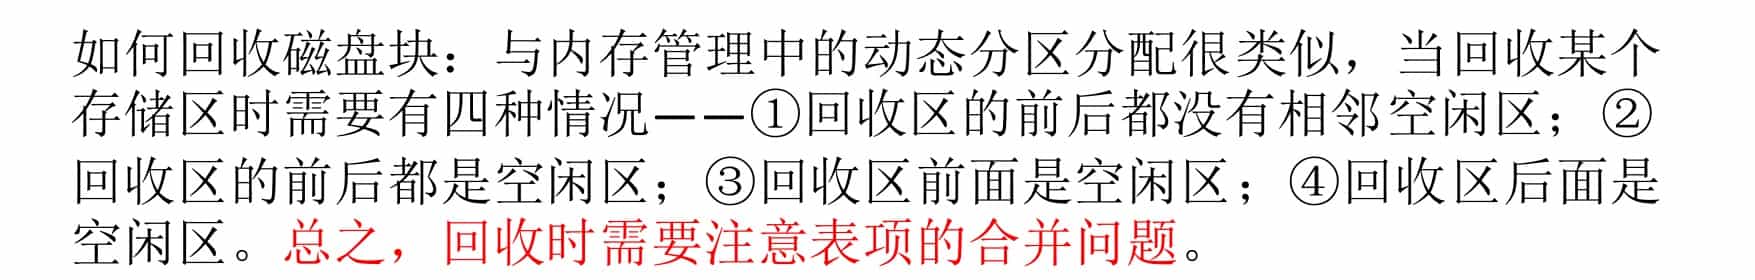 如何回收磁盘块：与内存管理中的动态分区分配很类似，当回收某个
存储区时需要有四种情况——①回收区的前后都没有相邻空闲区；②
回收区的前后都是空闲区；③回收区前面是空闲区；④回收区后面是
空闲区。总之，回收时需要注意表项的合并问题。